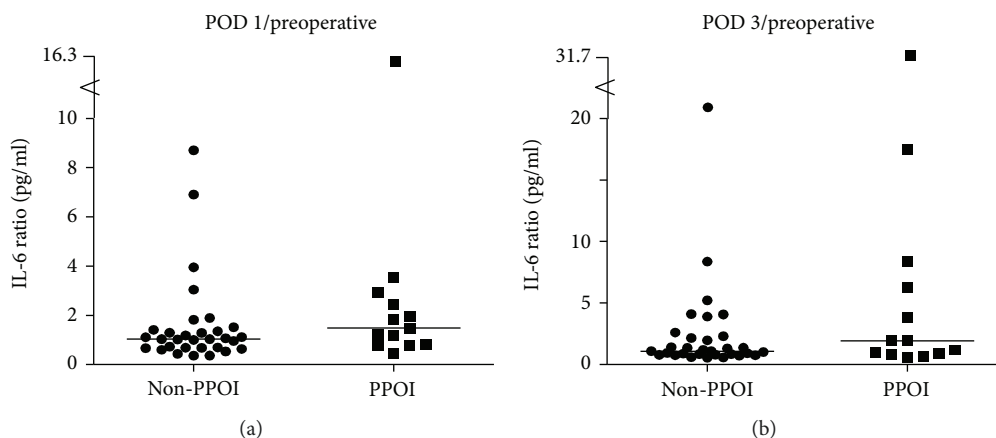 POD 1/preoperative
16.3
10
8
6
4
2
0
IL-6 ratio (pg/ml)
Non-PPOI
PPOI
(a)
POD 3/preoperative
31.7
20
10
5
0
IL-6 ratio (pg/ml)
Non-PPOI
PPOI
(b)